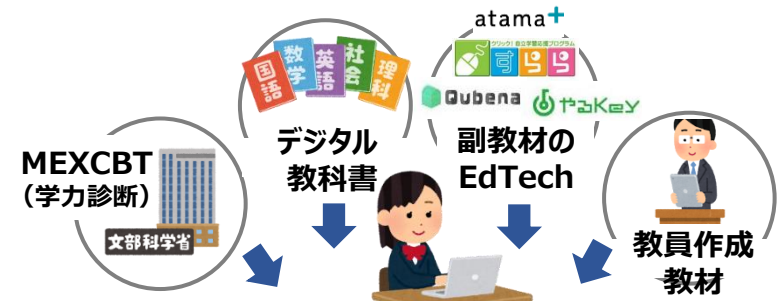 MEXCBT
（学力診断）
文部科学省
国語
数学
英語
社会
理科
デジタル
教科書
atama+
クリック! 自立学習応援プログラム
すらら
Qubena
やるKey
副教材の
EdTech
教員作成
教材